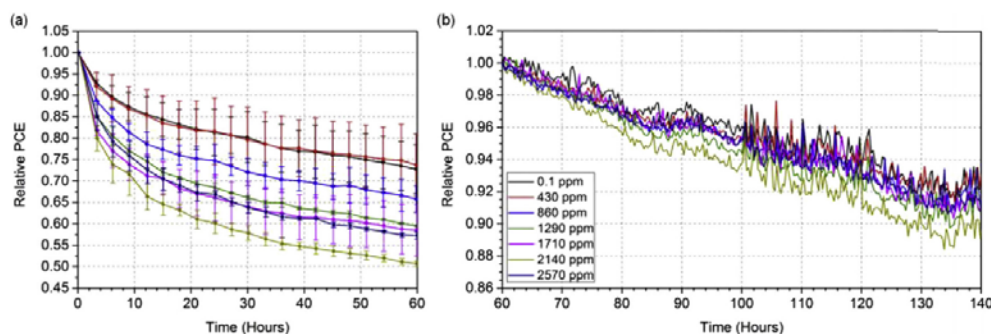 (a)
Relative PCE
1.05
1.00
0.95
0.90
0.85
0.80
0.75
0.70
0.65
0.60
0.55
0.50
0.45
0
10
20
30
40
50
60
Time (Hours)
(b)
Relative PCE
1.02
1.00
0.98
0.96
0.94
0.92
0.90
0.88
0.86
0.1 ppm
430 ppm
860 ppm
1290 ppm
1710 ppm
2140 ppm
2570 ppm
60
70
80
90
100
110
120
130
140
Time (Hours)